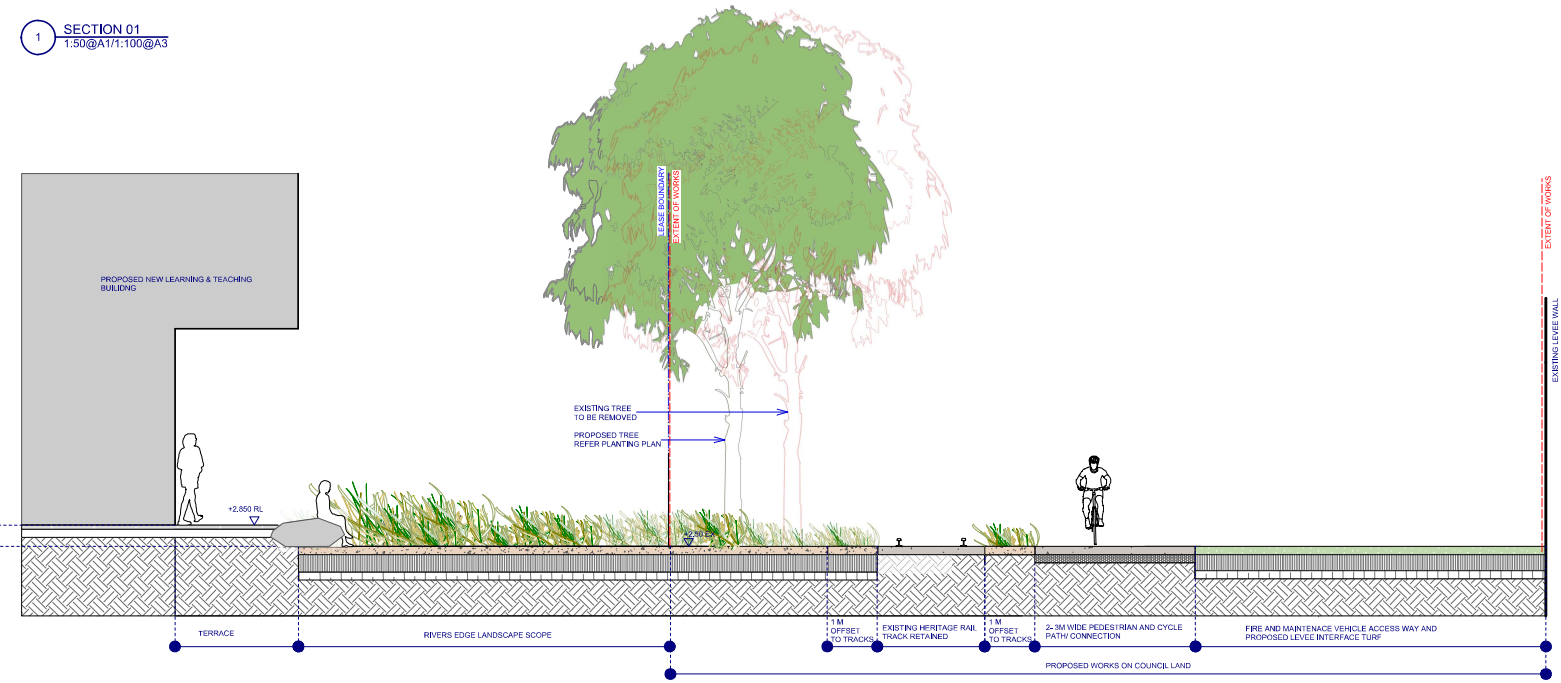 1
SECTION 01
1:50@A1/1:100@A3
LEASE BOUNDARY
EXTENT OF WORKS
EXTENT OF WORKS
EXISTING LEVEE WALL
PROPOSED NEW LEARNING & TEACHING
BUILIDNG
EXISTING TREE
TO BE REMOVED
PROPOSED TREE
REFER PLANTING PLAN
+2.850 RL
TERRACE
RIVERS EDGE LANDSCAPE SCOPE
1 M
OFFSET
TO TRACKS
EXISTING HERITAGE RAIL
TRACK RETAINED
1 M
OFFSET
TO TRACKS
2- 3M WIDE PEDESTRIAN AND CYCLE
PATH/ CONNECTION
FIRE AND MAINTENACE VEHICLE ACCESS WAY AND
PROPOSED LEVEE INTERFACE TURF
PROPOSED WORKS ON COUNCIL LAND